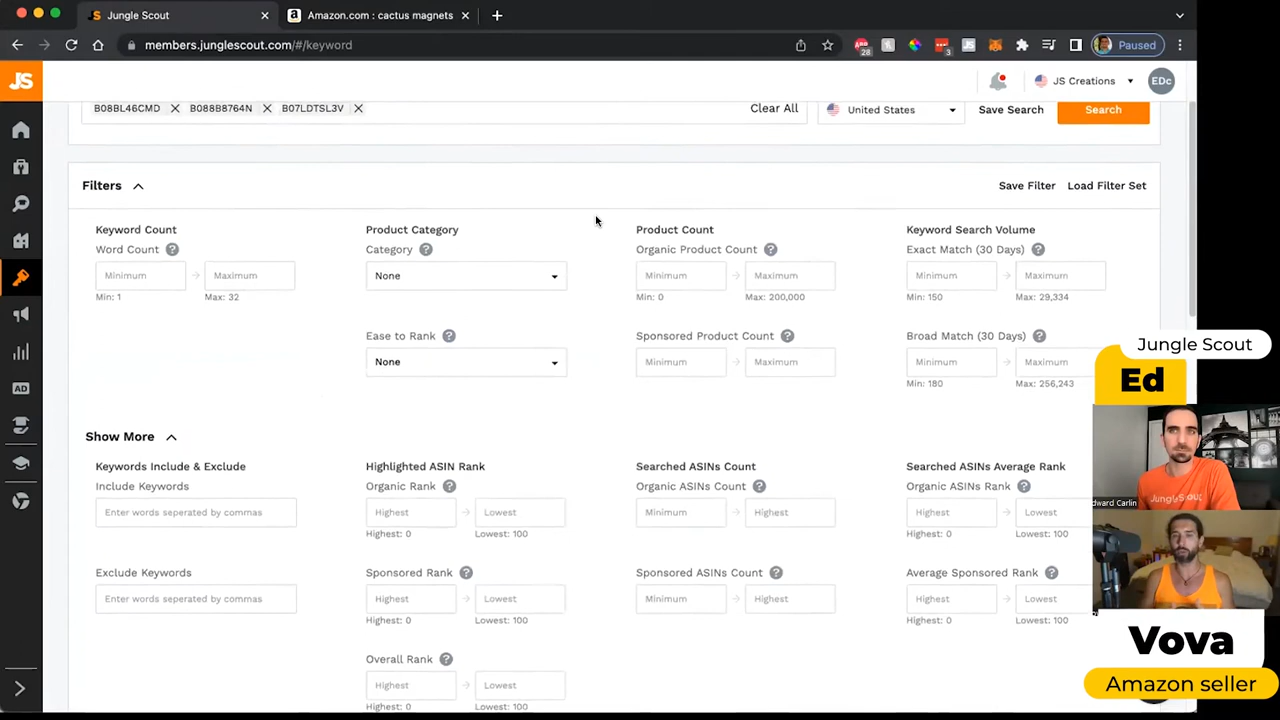 Jungle Scout
Amazon.com : cactus magnets
members.junglescout.com/#/keyword
28
3
Paused
JS
JS Creations
EDc
B08BL46CMD
B088B8764N
B07LDTSL3V
Clear All
United States
Save Search
Search
Filters
Save Filter
Load Filter Set
Keyword Count
Product Category
Product Count
Keyword Search Volume
Word Count ?
Category ?
Organic Product Count ?
Exact Match (30 Days) ?
Minimum
Maximum
None
Minimum
Maximum
Minimum
Maximum
Min: 1
Max: 32
Min: 0
Max: 200,000
Min: 150
Max: 29,334
Ease to Rank ?
Sponsored Product Count ?
Broad Match (30 Days) ?
None
Minimum
Maximum
Minimum
Maximum
Min: 180
Max: 256,243
AD
Show More
Keywords Include & Exclude
Highlighted ASIN Rank
Searched ASINs Count
Searched ASINs Average Rank
Include Keywords
Organic Rank ?
Organic ASINs Count ?
Organic ASINs Rank ?
Enter words seperated by commas
Highest
Lowest
Minimum
Highest
Highest
Lowest
Highest: 0
Lowest: 100
Highest: 0
Lowest: 100
Exclude Keywords
Sponsored Rank ?
Sponsored ASINs Count ?
Average Sponsored Rank ?
Enter words seperated by commas
Highest
Lowest
Minimum
Highest
Highest
Lowest
Highest: 0
Lowest: 100
Highest: 0
Lowest: 100
Overall Rank ?
Highest
Lowest
Highest: 0
Lowest: 100
Jungle Scout
Ed
Jungle Scout
dward Carlin
Vova
Amazon seller